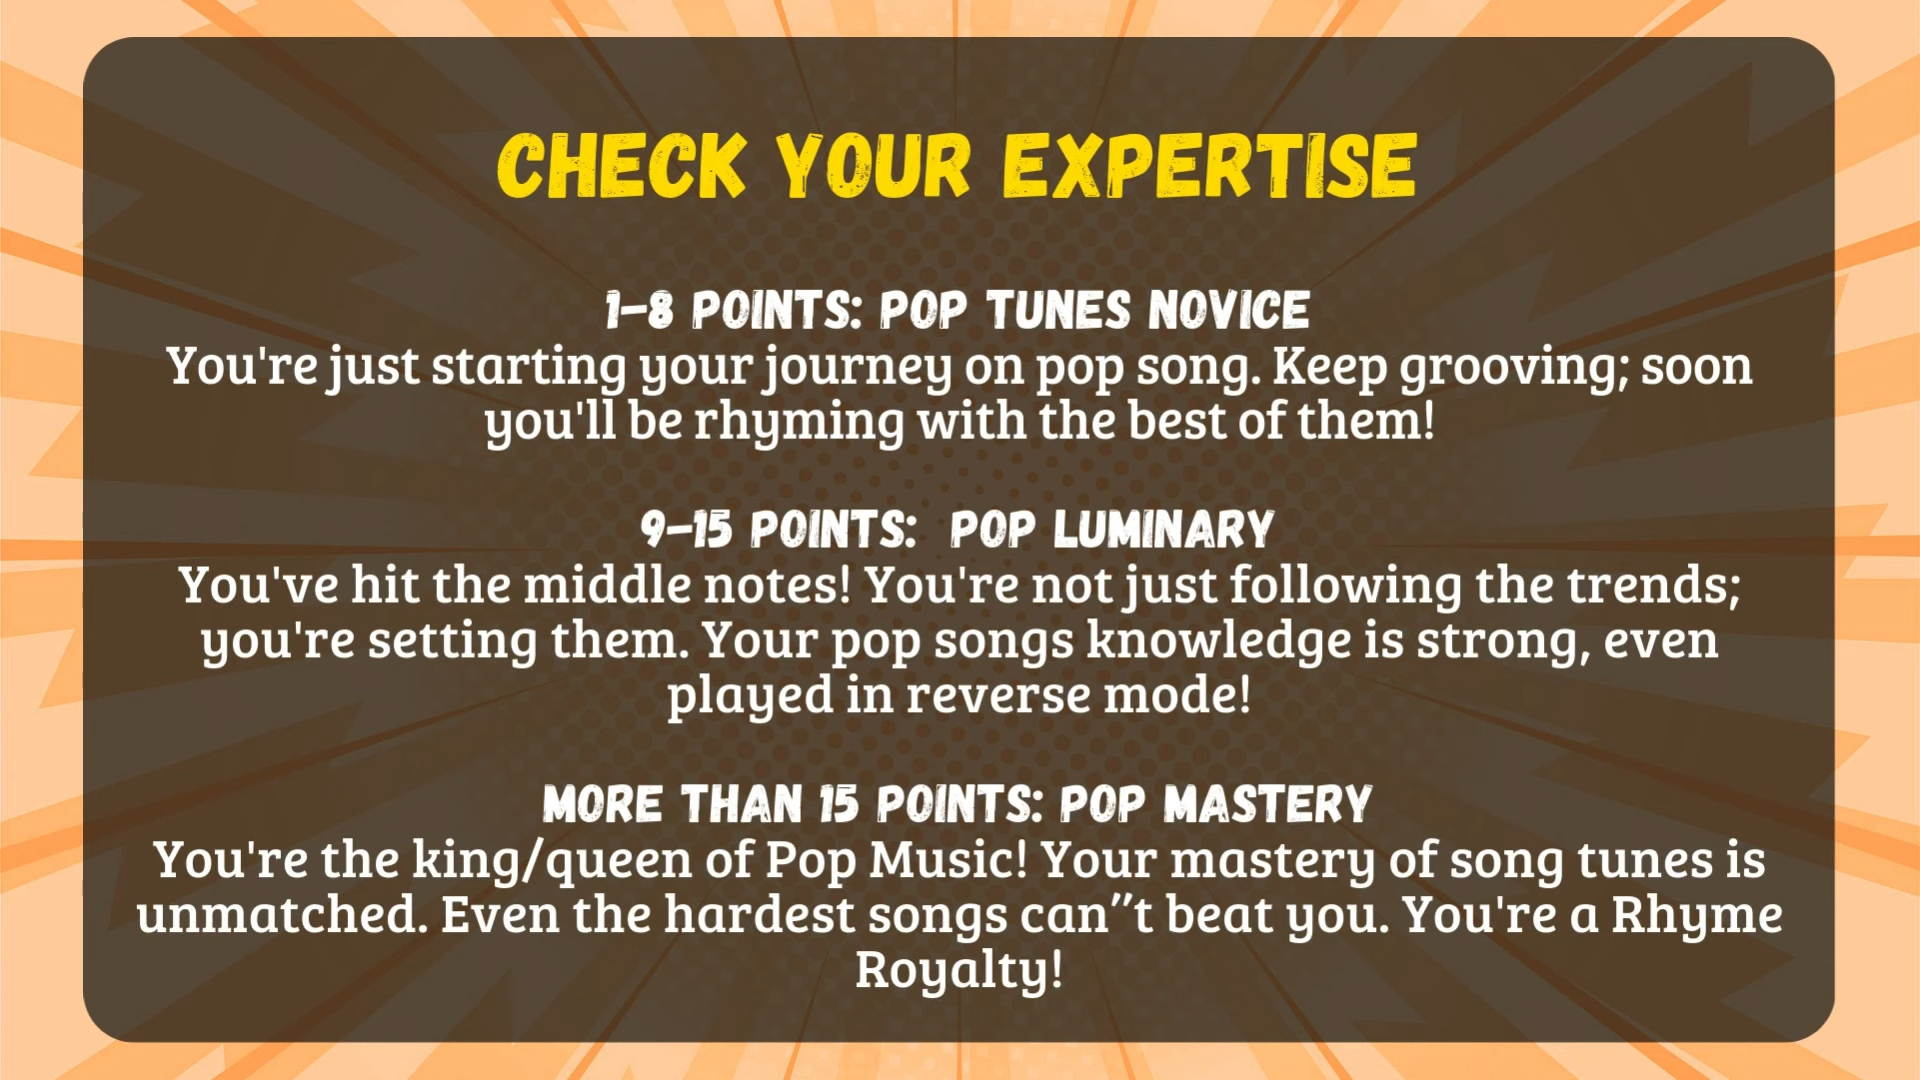 CHECK YOUR EXPERTISE
1-8 POINTS: POP TUNES NOVICE
You're just starting your journey on pop song. Keep grooving; soon
you'll be rhyming with the best of them!
9-15 POINTS:  POP LUMINARY
You've hit the middle notes! You're not just following the trends;
you're setting them. Your pop songs knowledge is strong, even
played in reverse mode!
MORE THAN 15 POINTS: POP MASTERY
You're the king/queen of Pop Music! Your mastery of song tunes is
unmatched. Even the hardest songs can”t beat you. You're a Rhyme
Royalty!